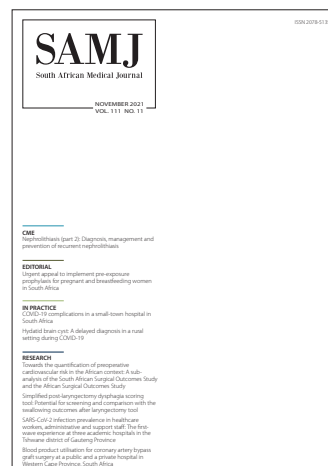 ISSN 2078-513
SAMJ
South African Medical Journal
NOVEMBER 2021
VOL. 111 NO. 11
CME
Nephrolithiasis (part 2): Diagnosis, management and
prevention of recurrent nephrolithiasis
EDITORIAL
Urgent appeal to implement pre-exposure
prophylaxis for pregnant and breastfeeding women
in South Africa
IN PRACTICE
COVID-19 complications in a small-town hospital in
South Africa
Hydatid brain cyst: A delayed diagnosis in a rural
setting during COVID-19
RESEARCH
Towards the quantification of preoperative
cardiovascular risk in the African context: A sub-
analysis of the South African Surgical Outcomes Study
and the African Surgical Outcomes Study
Simplified post-laryngectomy dysphagia scoring
tool: Potential for screening and comparison with the
swallowing outcomes after laryngectomy tool
SARS-CoV-2 infection prevalence in healthcare
workers, administrative and support staff: The first-
wave experience at three academic hospitals in the
Tshwane district of Gauteng Province
Blood product utilisation for coronary artery bypass
graft surgery at a public and a private hospital in
Western Cape Province, South Africa